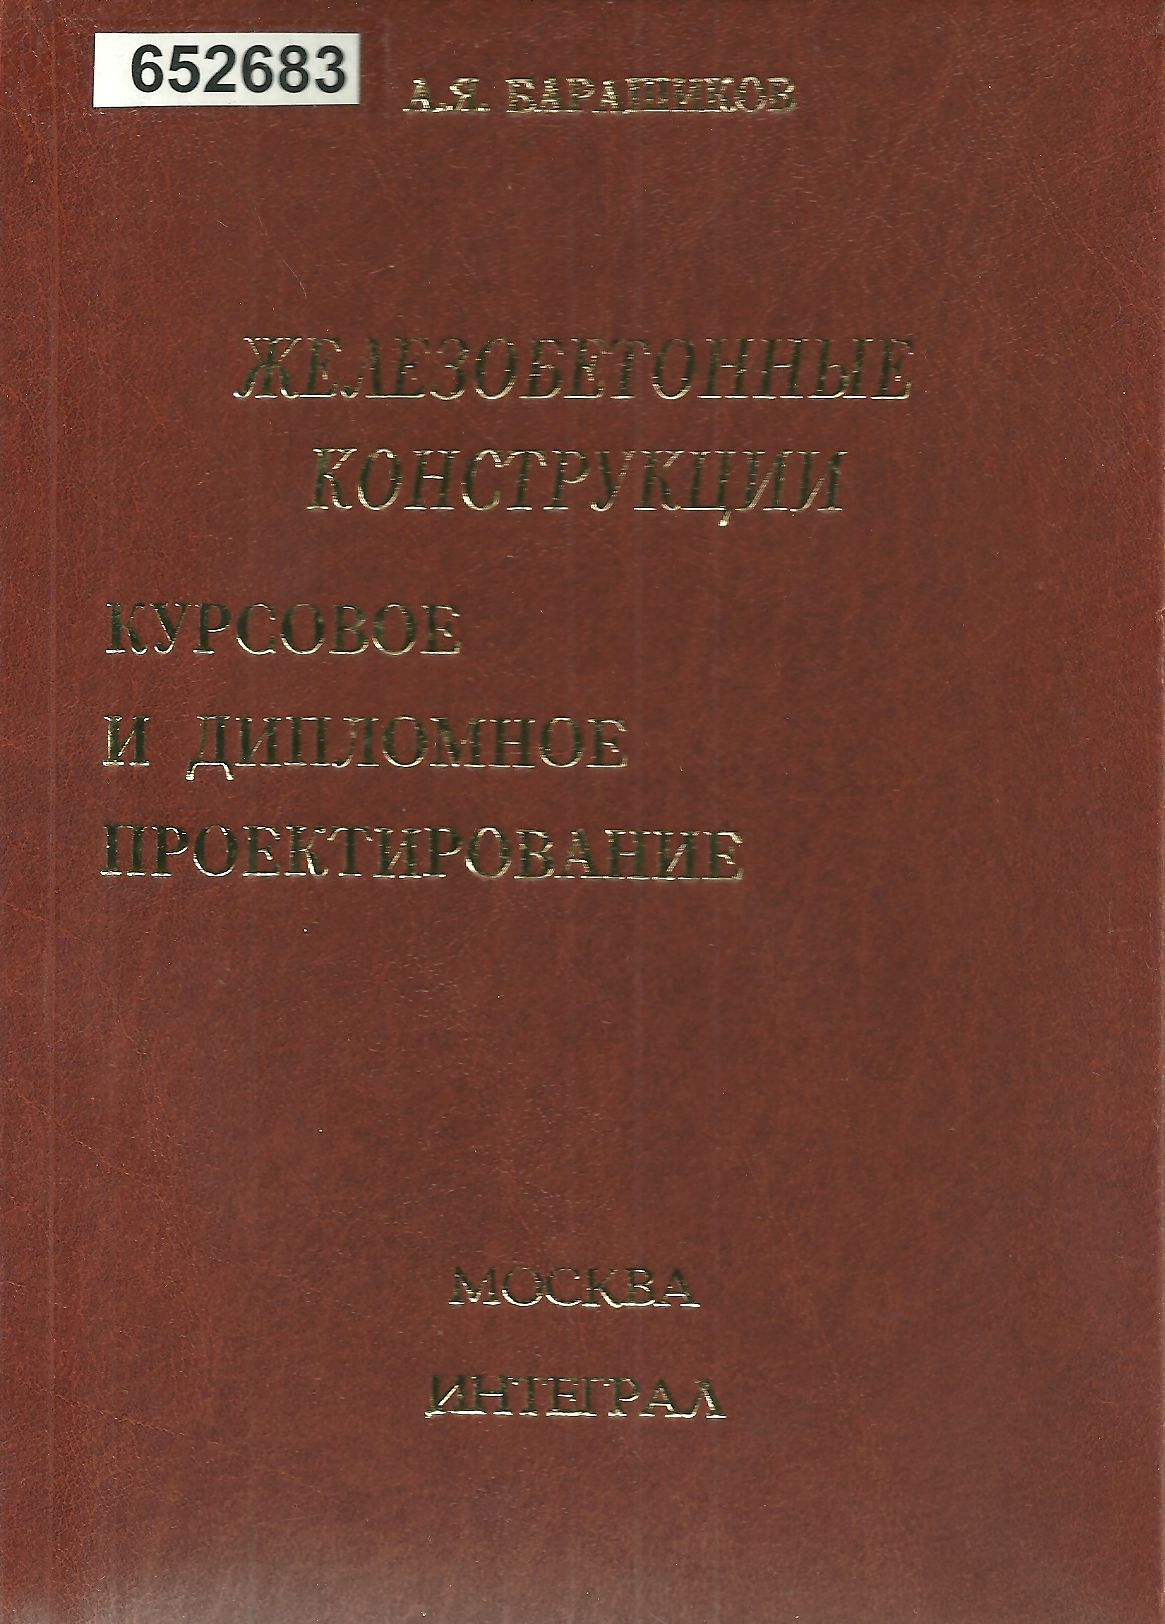 652683
А.Я. БАРАШИКОВ
ЖЕЛЕЗОБЕТОННЫЕ
КОНСТРУКЦИИ
КУРСОВОЕ
И ДИПЛОМНОЕ
ПРОЕКТИРОВАНИЕ
МОСКВА
ИНТЕГРАЛ